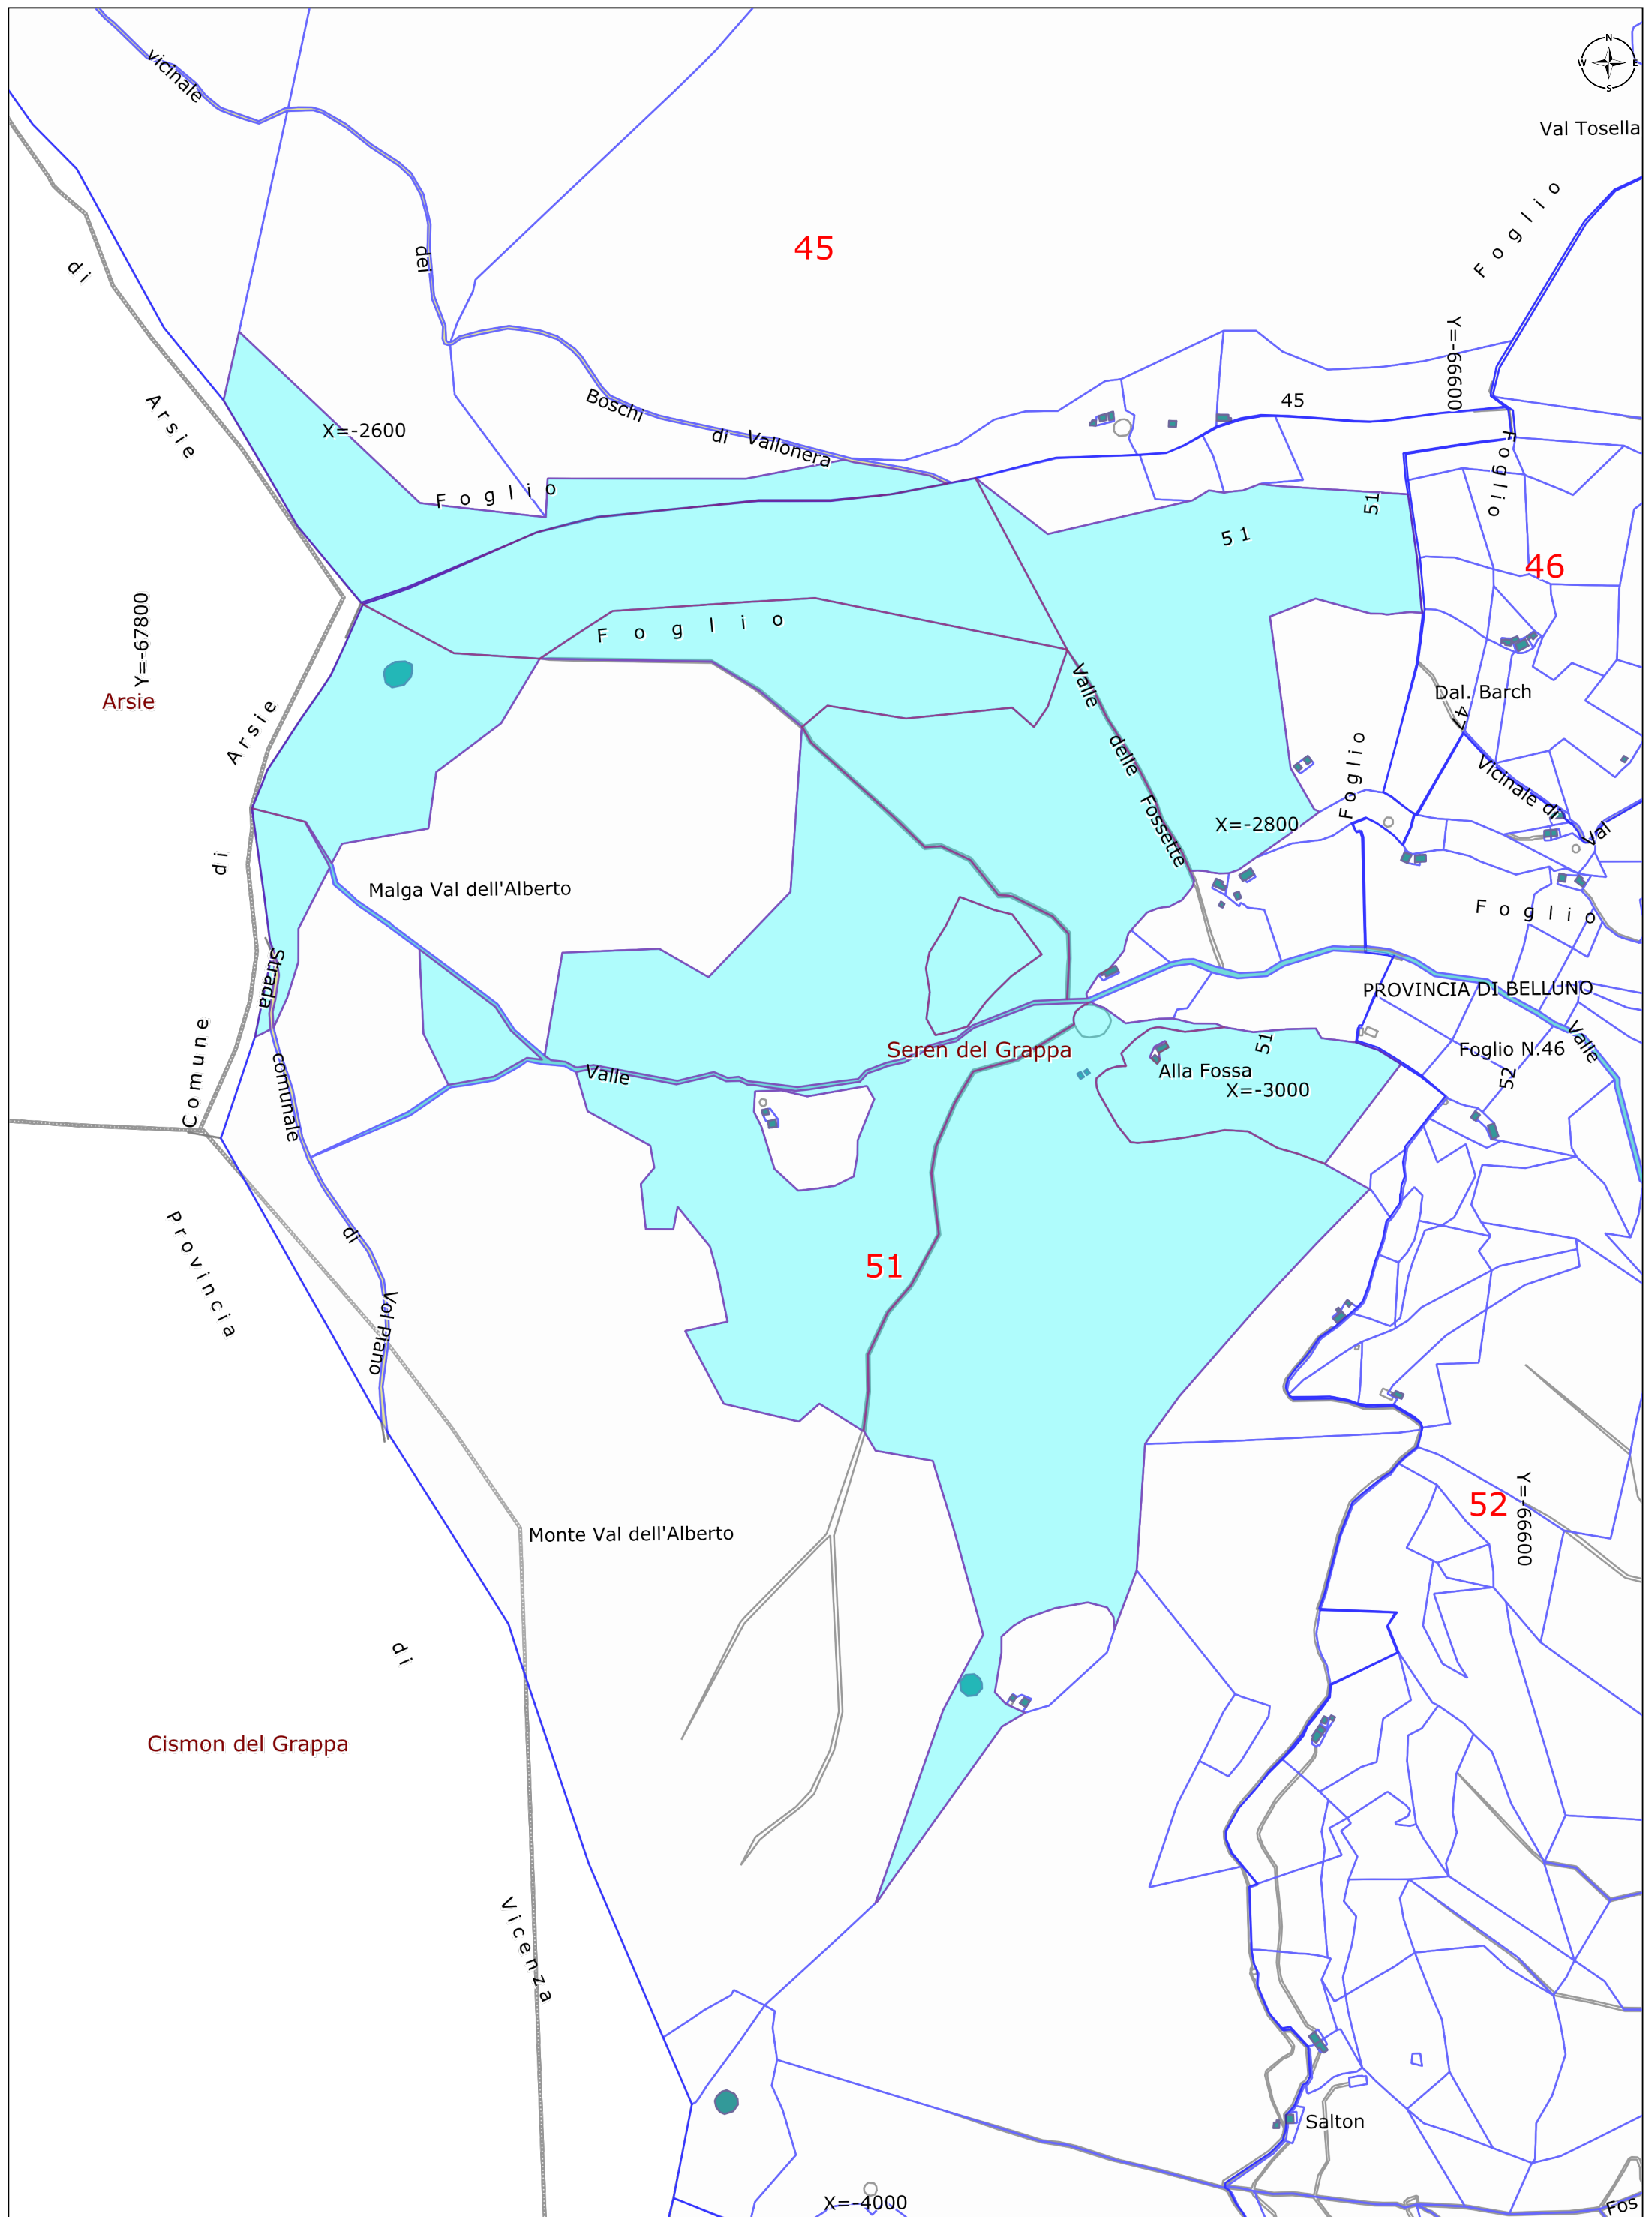 N
W E
S
vicinale
Val Tosella
Foglio
45
dei
di
Y=-66600
Arsie
Boschi
45
X=-2600
di
Vallonera
Foglio
Foglio
51
51
46
Foglio
Y=-67800
Arsie
Valle
Dal. Barch
47
Arsie
delle
Foglio
Vicinale di
Val
Fossette
X=-2800
di
Malga Val dell'Alberto
Foglio
Strada
PROVINCIA DI BELLUNO
Comune
Seren del Grappa
51
Foglio N.46
Valle
comunale
Valle
Alla Fossa
X=-3000
52
Provincia
di
51
Vol Piano
Monte Val dell'Alberto
52
Y=-66600
di
Cismon del Grappa
Vicenza
Salton
X=-4000
Fos